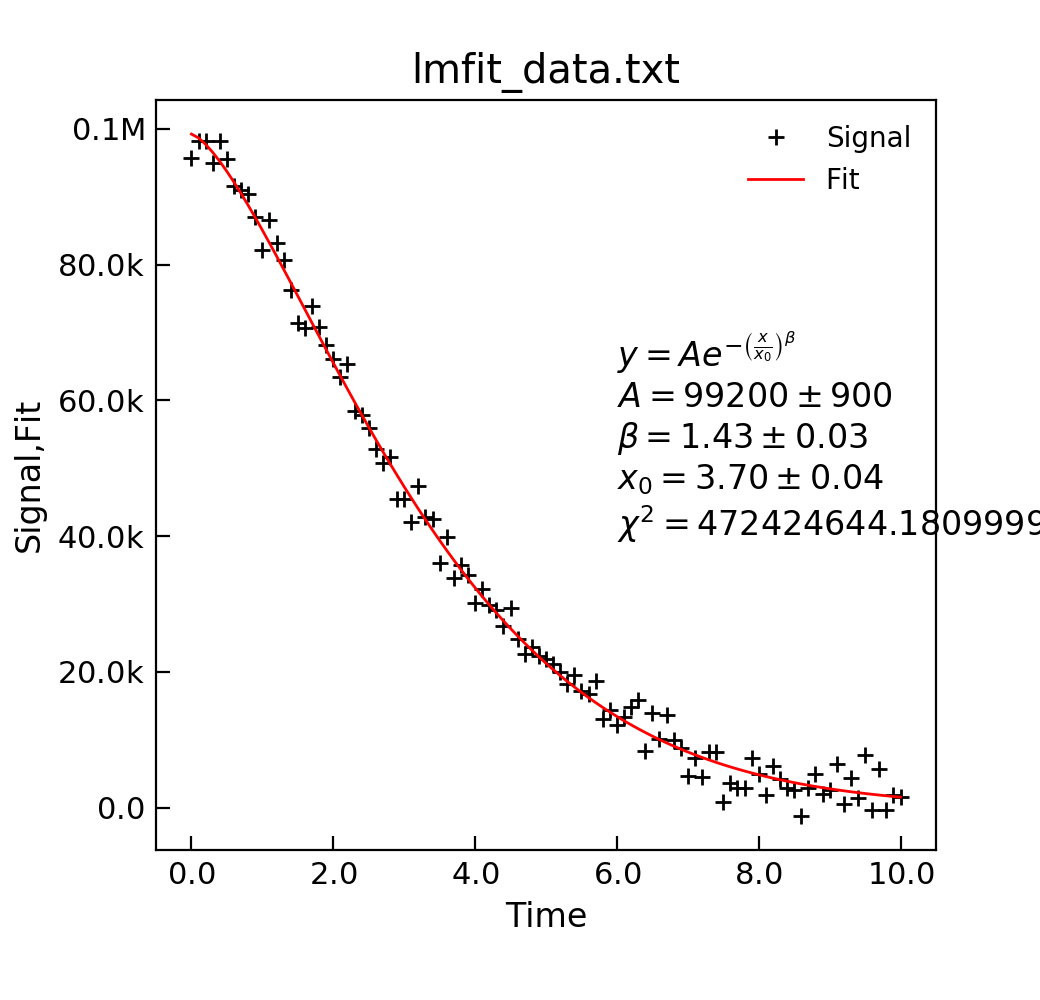 lmfit_data.txt
0.1M
80.0k
60.0k
40.0k
20.0k
0.0
Signal,Fit
Signal
Fit
y = Ae^{-(\frac{x}{x_0})^β}
A = 99200 ± 900
β = 1.43 ± 0.03
x₀ = 3.70 ± 0.04
χ² = 472424644.1809999
0.0 2.0 4.0 6.0 8.0 10.0
Time